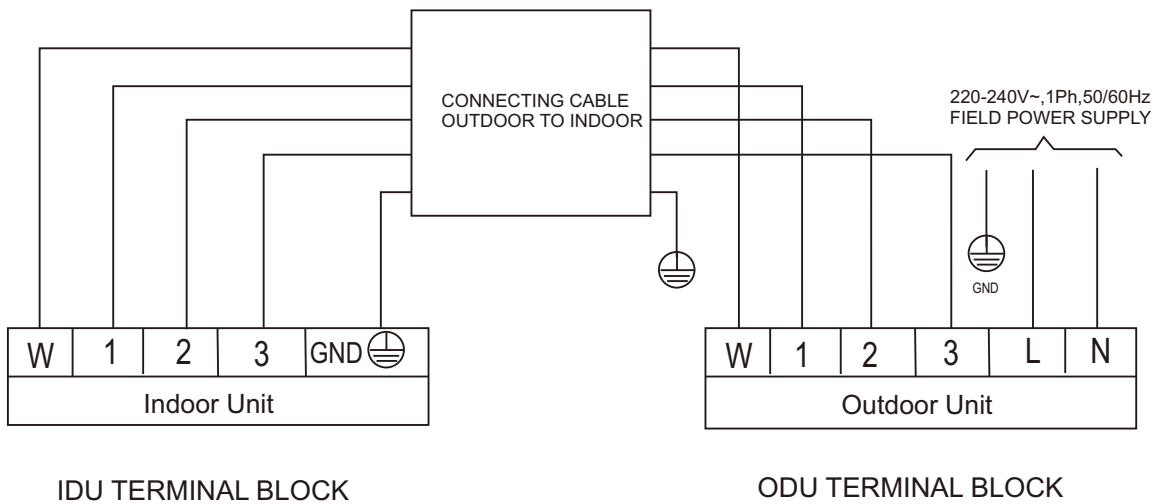 CONNECTING CABLE
OUTDOOR TO INDOOR
220-240V~,1Ph,50/60Hz
FIELD POWER SUPPLY
GND
W 1 2 3 GND
Indoor Unit
W 1 2 3 L N
Outdoor Unit
IDU TERMINAL BLOCK
ODU TERMINAL BLOCK